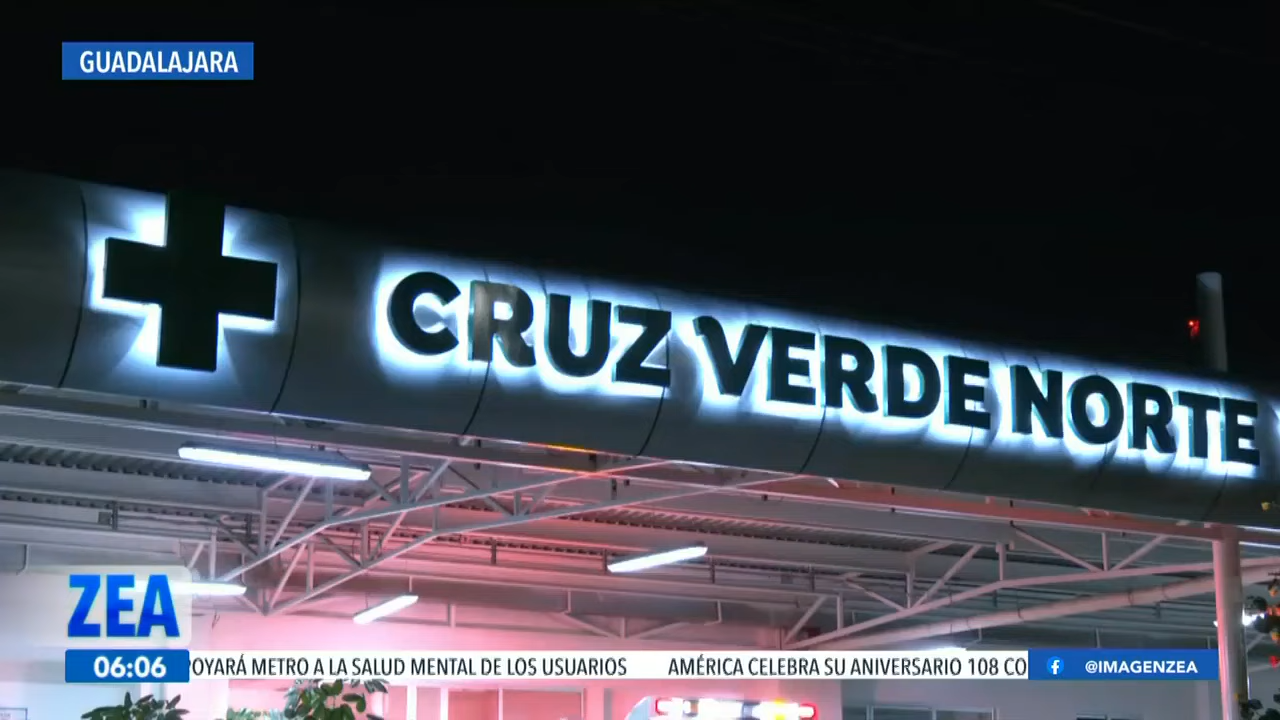 GUADALAJARA
CRUZ VERDE NORTE
ZEA
06:06
OYARÁ METRO A LA SALUD MENTAL DE LOS USUARIOS AMÉRICA CELEBRA SU ANIVERSARIO 108 CO
@IMAGENZEA